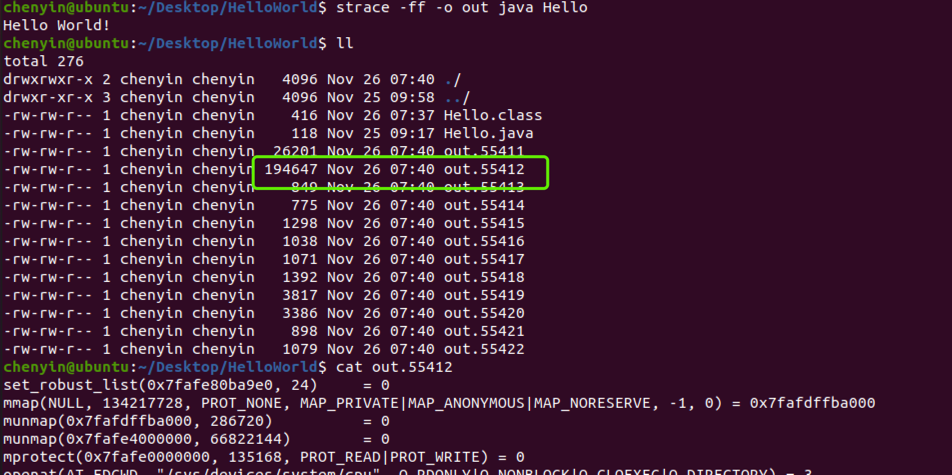 chenyin@ubuntu:~/Desktop/HelloWorld$ strace -ff -o out java Hello
Hello World!
chenyin@ubuntu:~/Desktop/HelloWorld$ ll
total 276
drwxrwxr-x 2 chenyin chenyin   4096 Nov 26 07:40 ./
drwxr-xr-x 3 chenyin chenyin   4096 Nov 25 09:58 ../
-rw-rw-r-- 1 chenyin chenyin    416 Nov 26 07:37 Hello.class
-rw-rw-r-- 1 chenyin chenyin    118 Nov 25 09:17 Hello.java
-rw-rw-r-- 1 chenyin chenyin  26201 Nov 26 07:40 out.55411
-rw-rw-r-- 1 chenyin chenyin 194647 Nov 26 07:40 out.55412
-rw-rw-r-- 1 chenyin chenyin    849 Nov 26 07:40 out.55413
-rw-rw-r-- 1 chenyin chenyin    775 Nov 26 07:40 out.55414
-rw-rw-r-- 1 chenyin chenyin   1298 Nov 26 07:40 out.55415
-rw-rw-r-- 1 chenyin chenyin   1038 Nov 26 07:40 out.55416
-rw-rw-r-- 1 chenyin chenyin   1071 Nov 26 07:40 out.55417
-rw-rw-r-- 1 chenyin chenyin   1392 Nov 26 07:40 out.55418
-rw-rw-r-- 1 chenyin chenyin   3817 Nov 26 07:40 out.55419
-rw-rw-r-- 1 chenyin chenyin   3386 Nov 26 07:40 out.55420
-rw-rw-r-- 1 chenyin chenyin    898 Nov 26 07:40 out.55421
-rw-rw-r-- 1 chenyin chenyin   1079 Nov 26 07:40 out.55422
chenyin@ubuntu:~/Desktop/HelloWorld$ cat out.55412
set_robust_list(0x7fafe80ba9e0, 24)     = 0
mmap(NULL, 134217728, PROT_NONE, MAP_PRIVATE|MAP_ANONYMOUS|MAP_NORESERVE, -1, 0) = 0x7fafdffba000
munmap(0x7fafdffba000, 286720)          = 0
munmap(0x7fafe4000000, 66822144)        = 0
mprotect(0x7fafe0000000, 135168, PROT_READ|PROT_WRITE) = 0
openat(AT_FDCWD, "/sys/devices/system/cpu", O_RDONLY|O_NONBLOCK|O_CLOEXEC|O_DIRECTORY) = 3